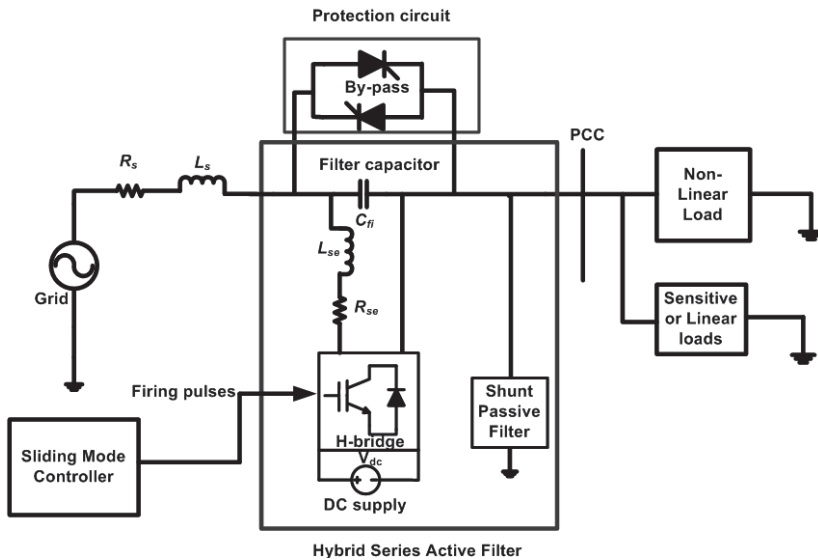 Protection circuit
By-pass
PCC
Rs
Ls
Filter capacitor
Cfi
Non-
Linear
Load
Lse
Grid
Rse
Sensitive
or Linear
loads
Firing pulses
Shunt
Passive
Filter
H-bridge
Vdc
Sliding Mode
Controller
DC supply
Hybrid Series Active Filter